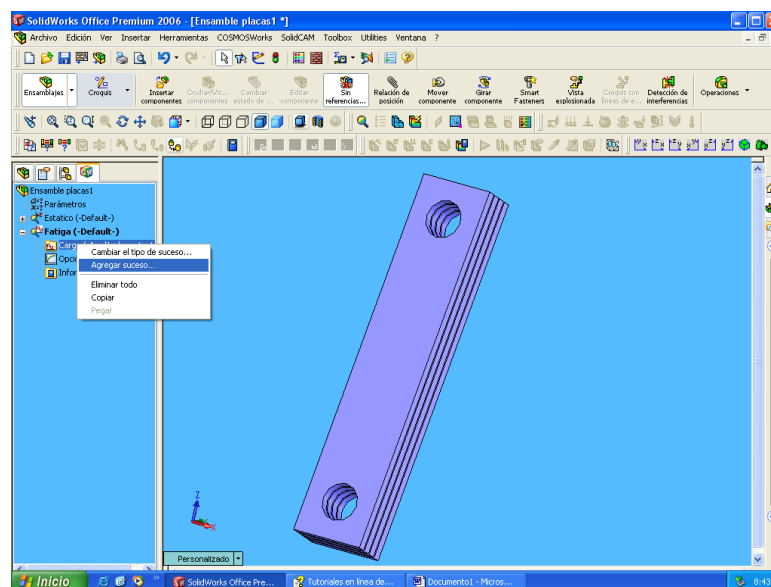 SolidWorks Office Premium 2006 - [Ensamble placas1 *]
Archivo Edición Ver Insertar Herramientas COSMOSWorks SolidCAM Toolbox Utilities Ventana ?
Ensamblajes
Croquis
Insertar componentes
Ocultar/Vis... componentes
Cambiar estado de ...
Editar componente
Sin referencias...
Relación de posición
Mover componente
Girar componente
Smart Fasteners
Vista explosionada
Croquis con líneas de e...
Detección de interferencias
Operaciones
Ensamble placas1
Parámetros
Estatico (-Default-)
Fatiga (-Default-)
Carg
Opci
Infor
Cambiar el tipo de suceso...
Agregar suceso...
Eliminar todo
Copiar
Pegar
Z
X
Personalizado
Inicio
SolidWorks Office Pre...
Tutoriales en línea de...
Documento1 - Micros...
8:43